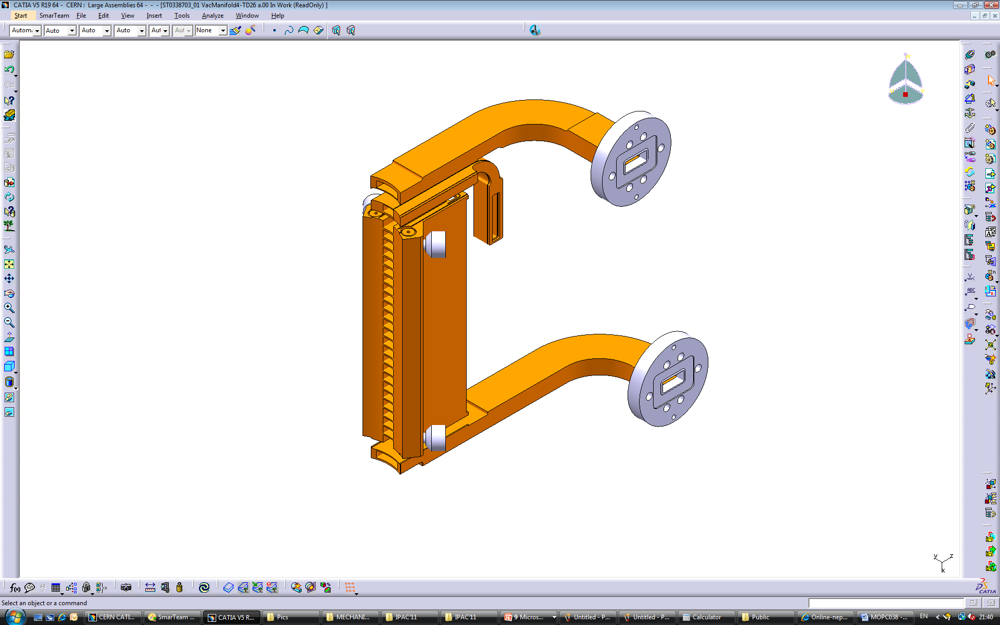 CATIA V5 R19 64 - CERN : Large Assemblies 64 - - - [ST0338703_01 VacManifold4-TD26 a.00 In Work (ReadOnly) ]
Start SmarTeam File Edit View Insert Tools Analyze Window Help
Autom Auto Auto Auto Aut Aut None
ABC
y z
x
f(x)
CATIA
Select an object or a command
CERN CATI... SmarTeam ... CATIA V5 R... Pics MECHANI... IPAC'11 IPAC'11 9 Micros... Untitled - P... Untitled - P... Calculator Public Online-nep... MOPC038 -... EN 21:40